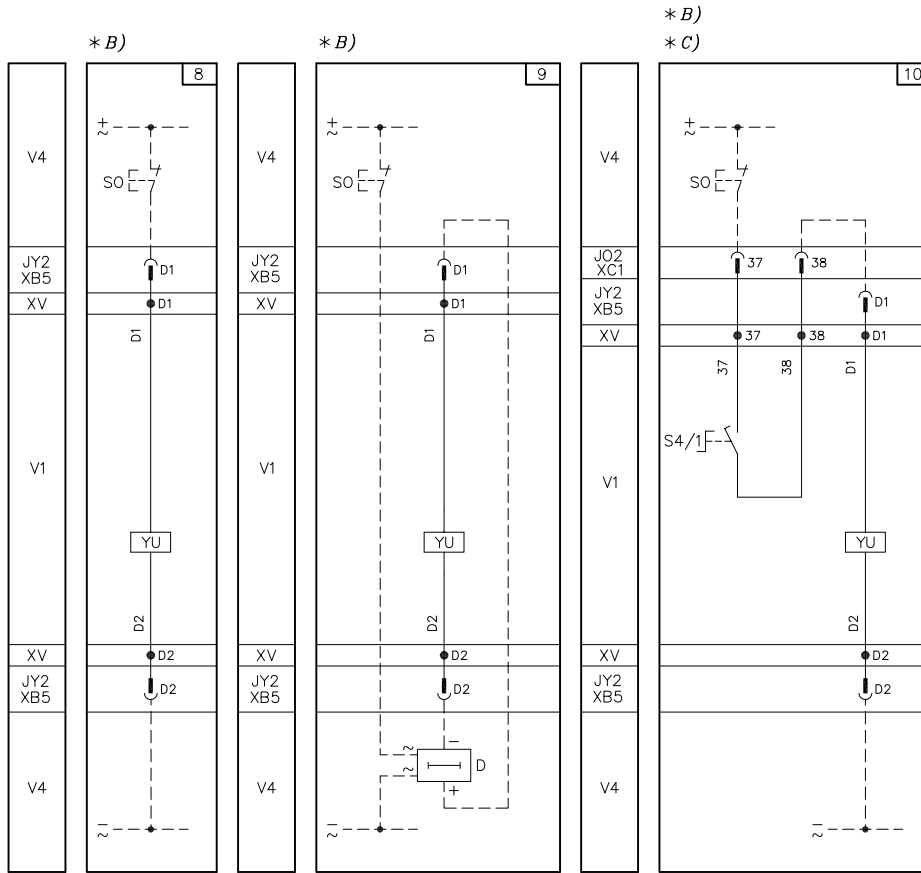 * B)
* B)
* B)
* C)
8
9
10
+
~
+
~
+
~
V4
V4
V4
SO
SO
SO
JY2
XB5
D1
JY2
XB5
D1
JO2
XC1
37
38
JY2
XB5
D1
XV
D1
XV
D1
XV
37
38
D1
D1
D1
37
38
D1
S4/1
V1
V1
V1
YU
YU
YU
D2
D2
D2
XV
D2
XV
D2
XV
D2
JY2
XB5
D2
JY2
XB5
D2
JY2
XB5
D2
~
~
−
D
+
V4
V4
V4
−
~
−
~
−
~